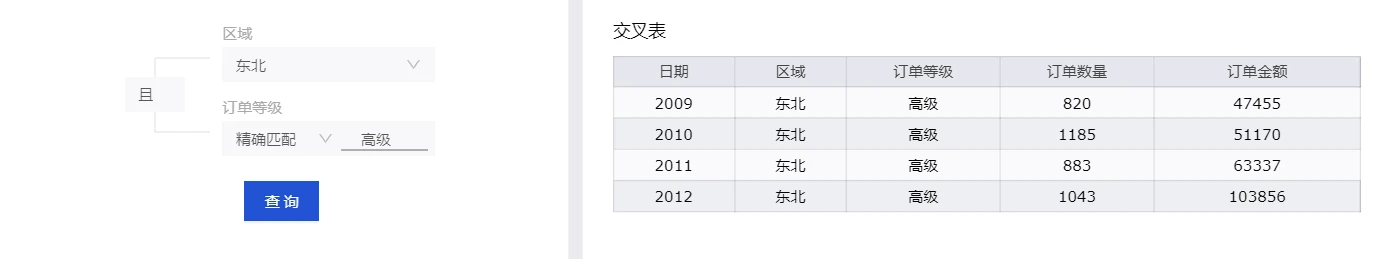 区域
东北
且
订单等级
精确匹配 高级
查询
交叉表
日期 区域 订单等级 订单数量 订单金额
2009 东北 高级 820 47455
2010 东北 高级 1185 51170
2011 东北 高级 883 63337
2012 东北 高级 1043 103856